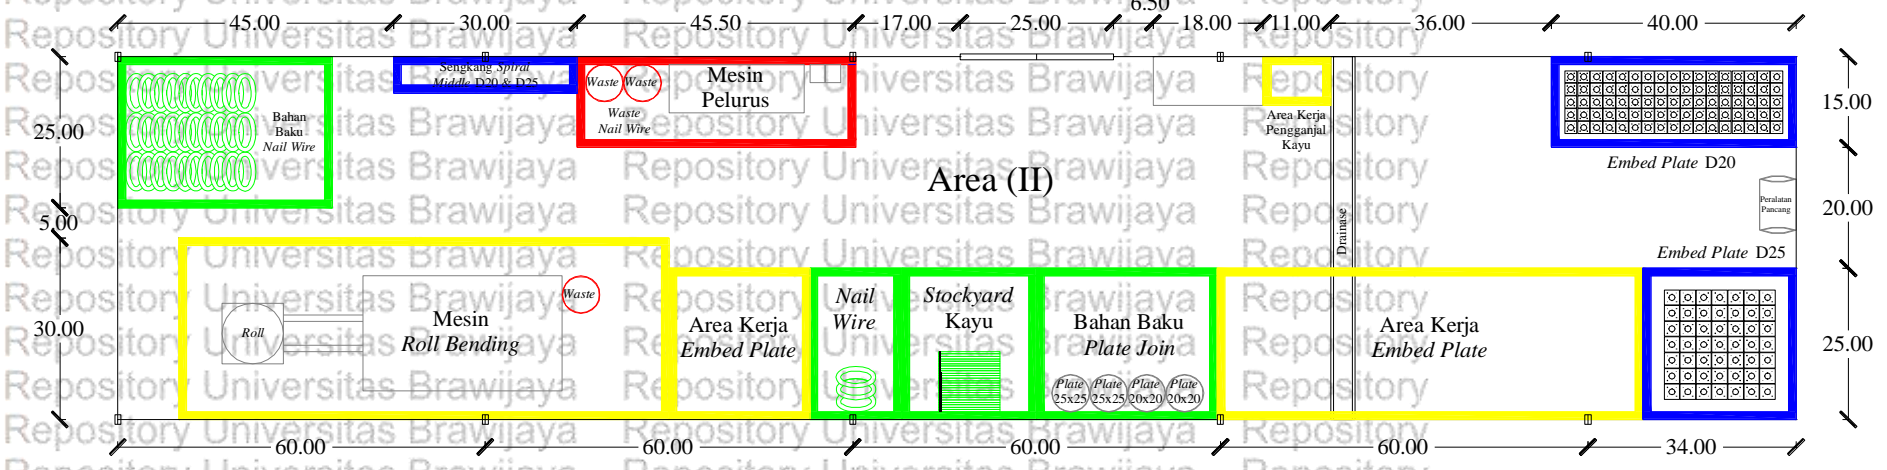 6.50
45.00 30.00 45.50 17.00 25.00 18.00 11.00 36.00 40.00
Repository Universitas Brawijaya Repository Universitas Brawijaya Repository
Sengkang Spiral
Middle D20 & D25
Waste Waste
Mesin
Pelurus
Waste
Nail Wire
Bahan
Baku
Nail Wire
Area Kerja
Pengganjal
Kayu
25.00
15.00
Embed Plate D20
Area (II)
Peralatan
Pancang
20.00
5.00
Drainase
Embed Plate D25
Waste
Roll
Mesin
Roll Bending
Area Kerja
Embed Plate
Nail
Wire
Stockyard
Kayu
Bahan Baku
Plate Join
Plate
25x25
Plate
25x25
Plate
20x20
Plate
20x20
Area Kerja
Embed Plate
30.00
25.00
60.00 60.00 60.00 60.00 34.00